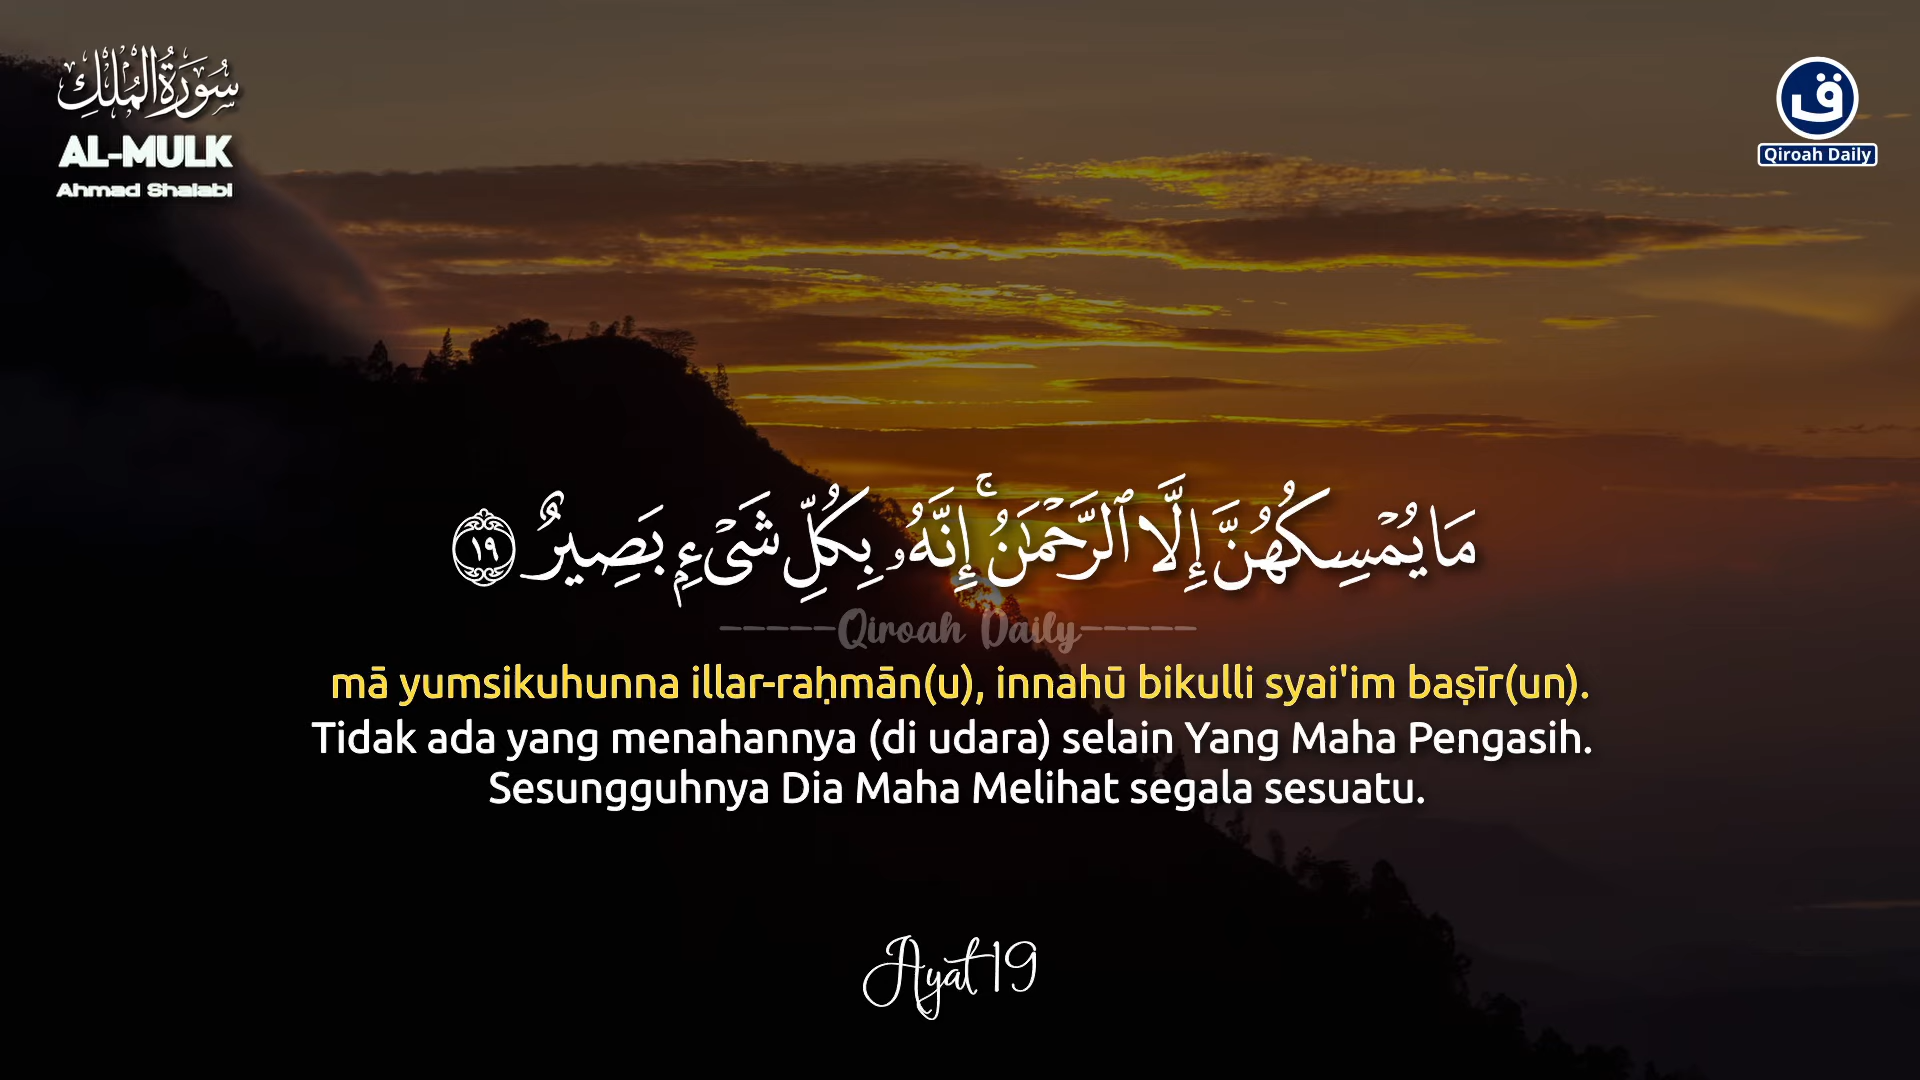 سُورَةُ الْمُلْكِ
AL-MULK
Ahmad Shalabi
ق
Qiroah Daily
مَا يُمْسِكُهُنَّ إِلَّا ٱلرَّحْمَٰنُ ۚ إِنَّهُۥ بِكُلِّ شَىْءٍۭ بَصِيرٌ ١٩
-----Qiroah Daily-----
mā yumsikuhunna illar-raḥmān(u), innahū bikulli syai'im baṣīr(un).
Tidak ada yang menahannya (di udara) selain Yang Maha Pengasih.
Sesungguhnya Dia Maha Melihat segala sesuatu.
Ayat 19